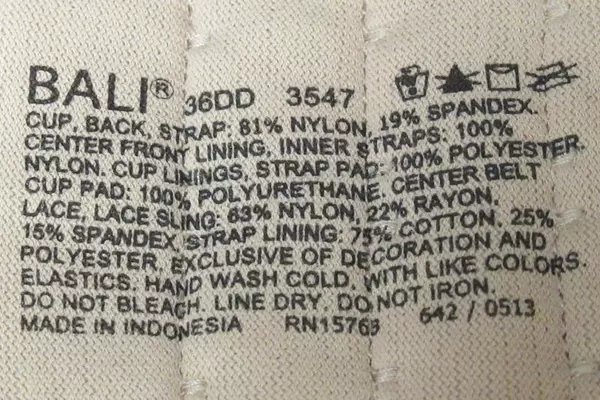 BALI® 36DD 3547
CUP, BACK, STRAP: 81% NYLON, 19% SPANDEX.
CENTER FRONT LINING, INNER STRAPS: 100%
NYLON. CUP LININGS, STRAP PAD: 100% POLYESTER.
CUP PAD: 100% POLYURETHANE. CENTER BELT
LACE, LACE SLING: 63% NYLON, 22% RAYON,
15% SPANDEX. STRAP LINING: 75% COTTON, 25%
POLYESTER. EXCLUSIVE OF DECORATION AND
ELASTICS. HAND WASH COLD, WITH LIKE COLORS.
DO NOT BLEACH. LINE DRY. DO NOT IRON.
MADE IN INDONESIA RN15763 642 / 0513